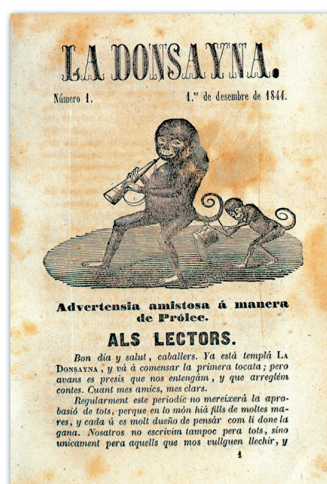 LA DONSAYNA.
Número 1. 1.er de desembre de 1844.
Advertensia amistosa á manera
de Prólec.
ALS LECTORS.
Bon dia y salut, caballers. Ya está templá LA
DONSAYNA, y vá á comensar la primera tocata; pero
avans es presis que nos entengám, y que arreglém
contes. Cuant mes amics, mes clars.
Regularment este periodic no mereixerá la apro-
basió de tots, perque en lo món hiá fills de moltes ma-
res, y cada ú es molt dueño de pensár com li done la
gana. Nosatros no escrivim tampoc pera tots, sino
unicament pera aquells que mos vullguen llechir, y
1